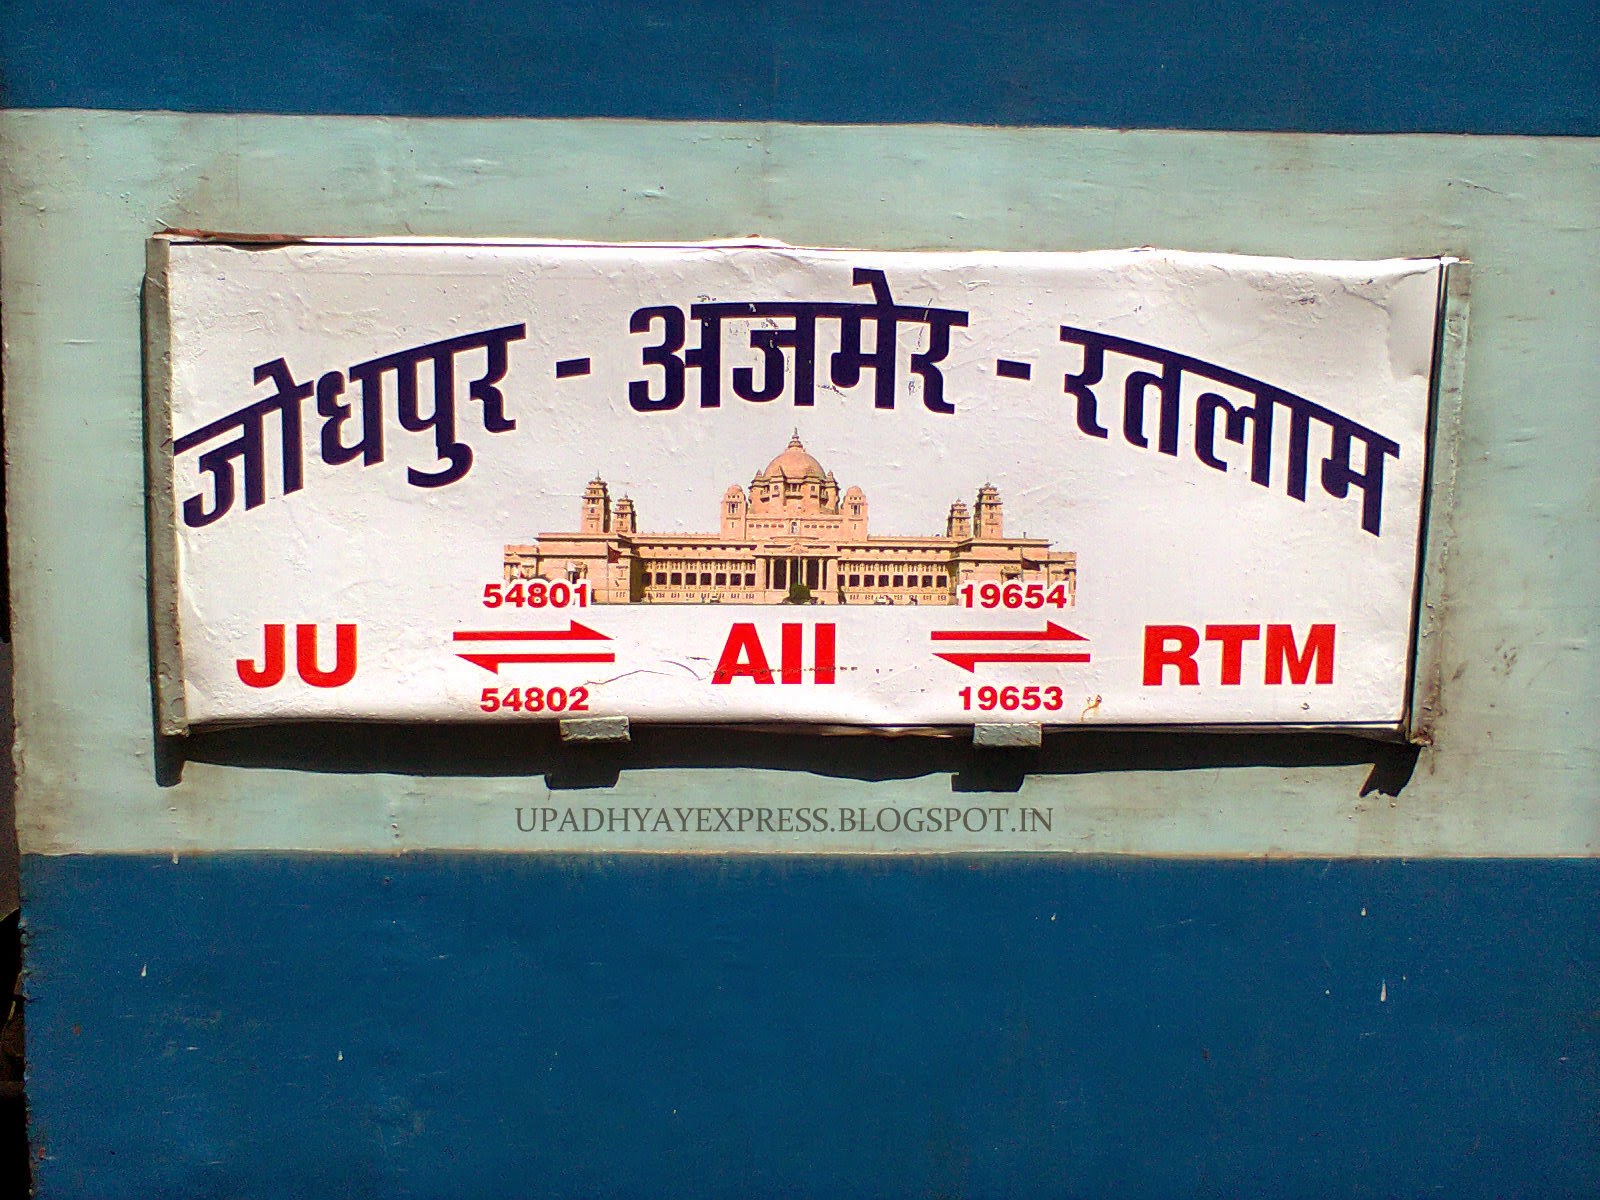 जोधपुर - अजमेर - रतलाम
54801 19654
JU AII RTM
54802 19653
UPADHYAYEXPRESS.BLOGSPOT.IN